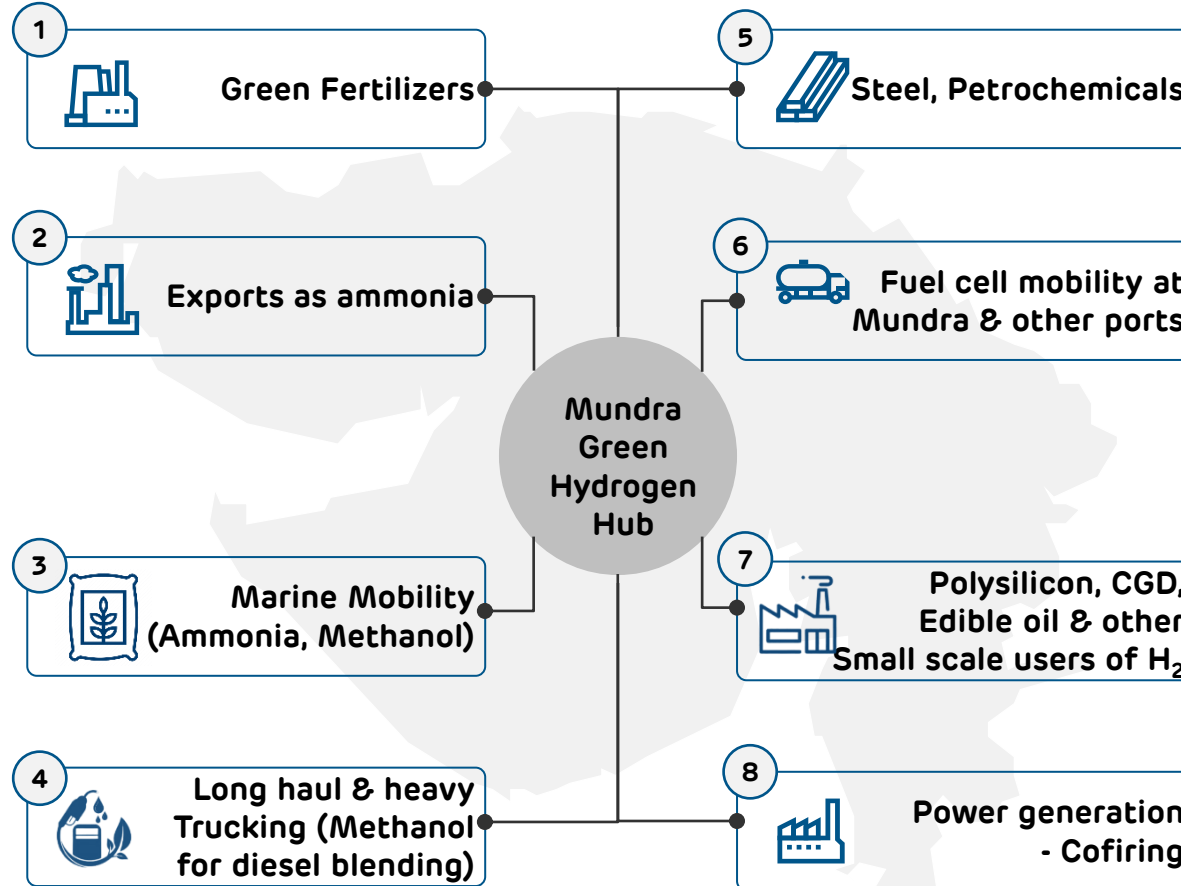 1
Green Fertilizers
2
Exports as ammonia
3
Marine Mobility
(Ammonia, Methanol)
4
Long haul & heavy
Trucking (Methanol
for diesel blending)
Mundra
Green
Hydrogen
Hub
5
Steel, Petrochemicals
6
Fuel cell mobility at
Mundra & other ports
7
Polysilicon, CGD,
Edible oil & other
Small scale users of H₂
8
Power generation
- Cofiring